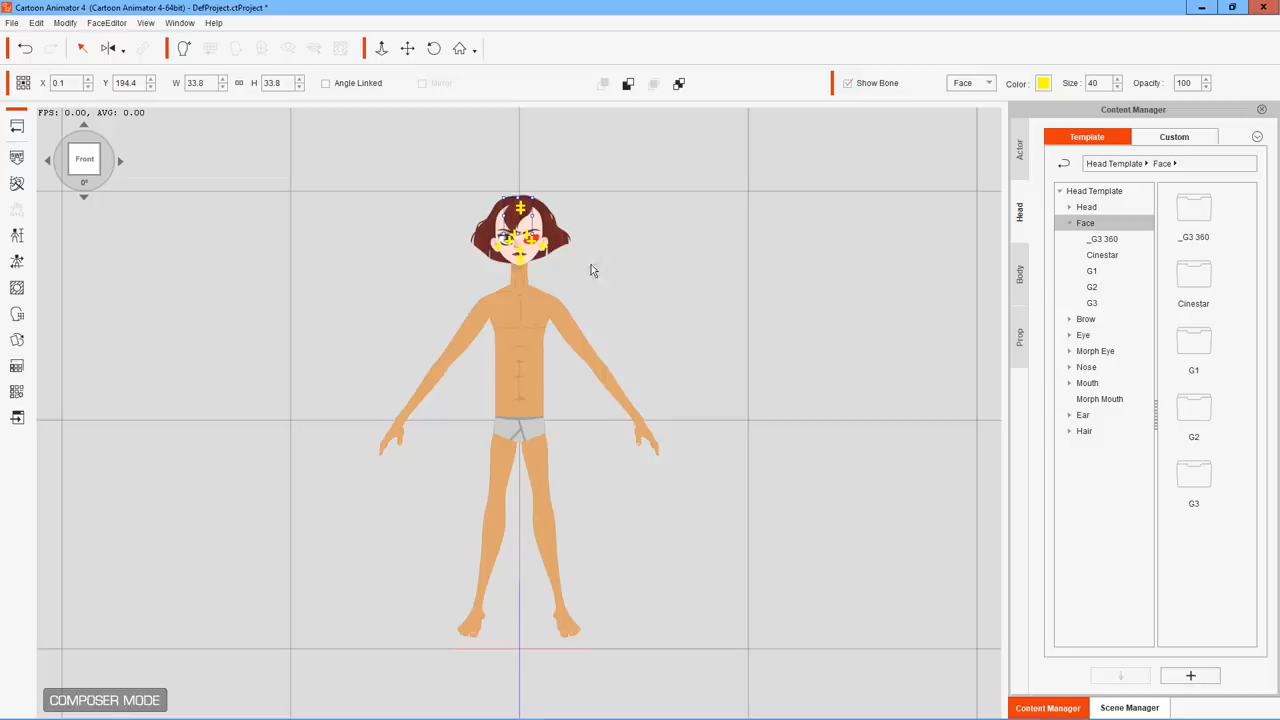 Cartoon Animator 4 (Cartoon Animator 4-64bit) - DefProject.ctProject *
File Edit Modify FaceEditor View Window Help
X 0.1 Y 194.4 W 33.8 H 33.8 Angle Linked Mirror Show Bone Face Color : Size : 40 Opacity : 100
FPS: 0.00, AVG: 0.00
Front
0°
COMPOSER MODE
Content Manager
Actor
Head
Body
Prop
Template Custom
Head Template Face
Head Template
Head
Face
_G3 360
Cinestar
G1
G2
G3
Brow
Eye
Morph Eye
Nose
Mouth
Morph Mouth
Ear
Hair
_G3 360
Cinestar
G1
G2
G3
Content Manager Scene Manager